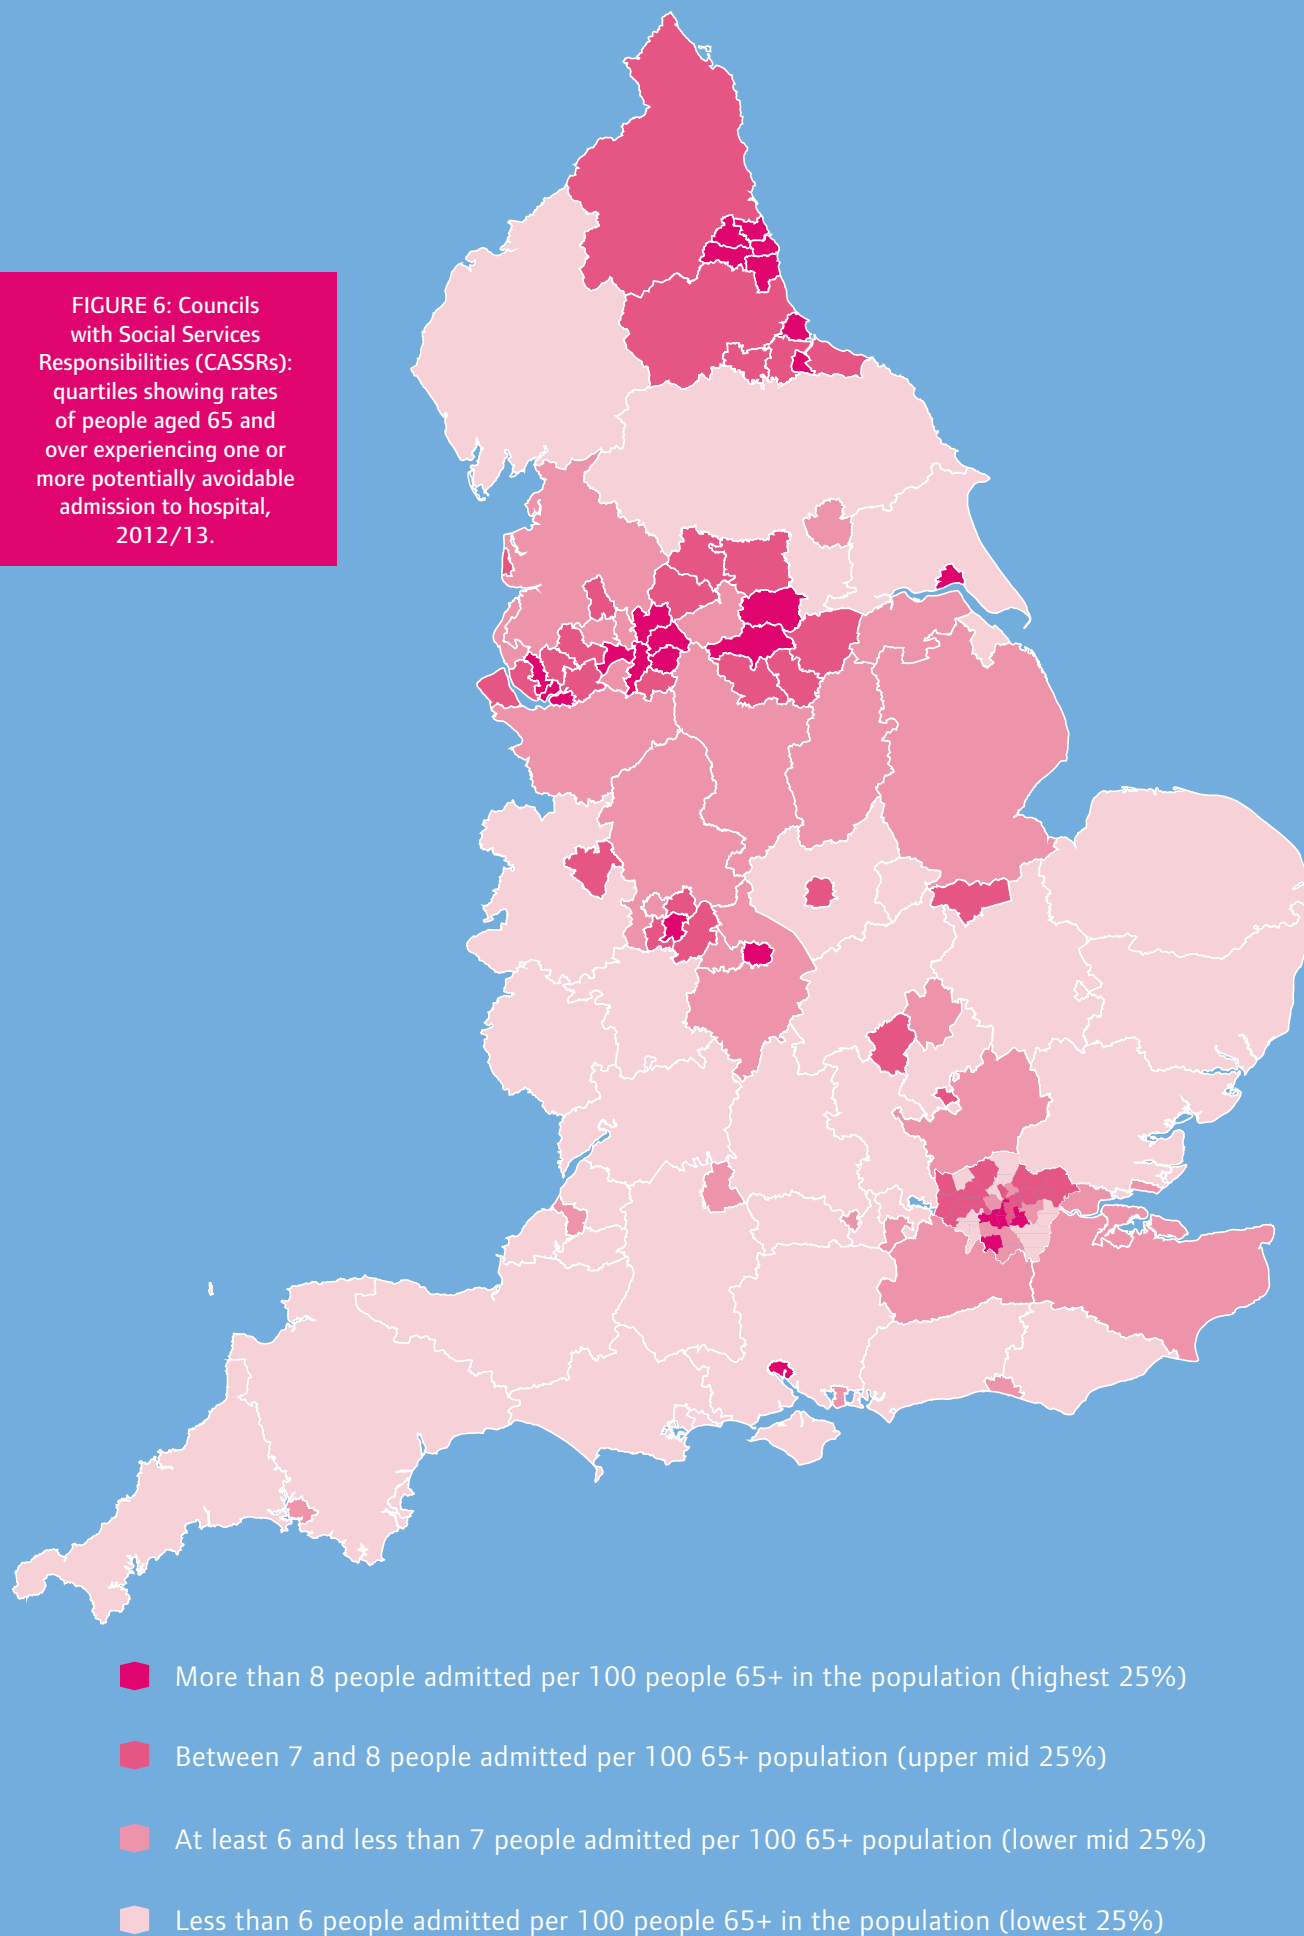 FIGURE 6: Councils
with Social Services
Responsibilities (CASSRs):
quartiles showing rates
of people aged 65 and
over experiencing one or
more potentially avoidable
admission to hospital,
2012/13.
More than 8 people admitted per 100 people 65+ in the population (highest 25%)
Between 7 and 8 people admitted per 100 65+ population (upper mid 25%)
At least 6 and less than 7 people admitted per 100 65+ population (lower mid 25%)
Less than 6 people admitted per 100 people 65+ in the population (lowest 25%)